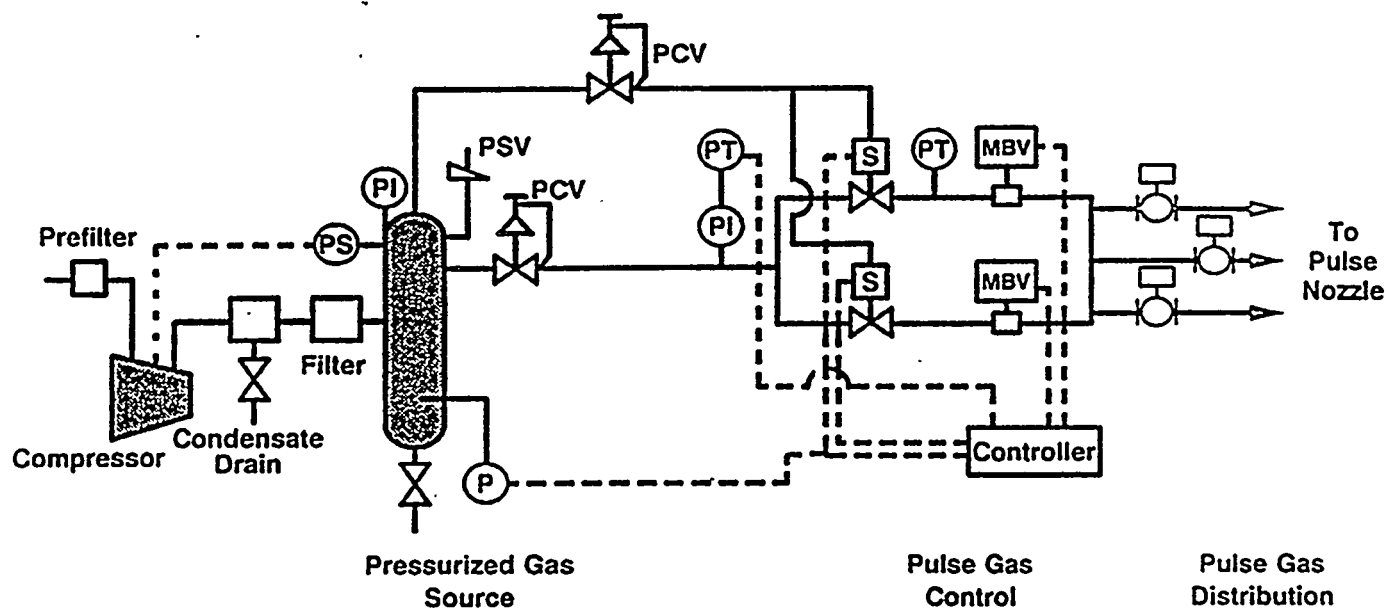 PCV
PSV
PT
S
PT
MBV
PI
PCV
Prefilter
PS
PI
To
Pulse
Nozzle
S
MBV
Filter
Compressor
Condensate
Drain
Controller
P
Pressurized Gas
Source
Pulse Gas
Control
Pulse Gas
Distribution